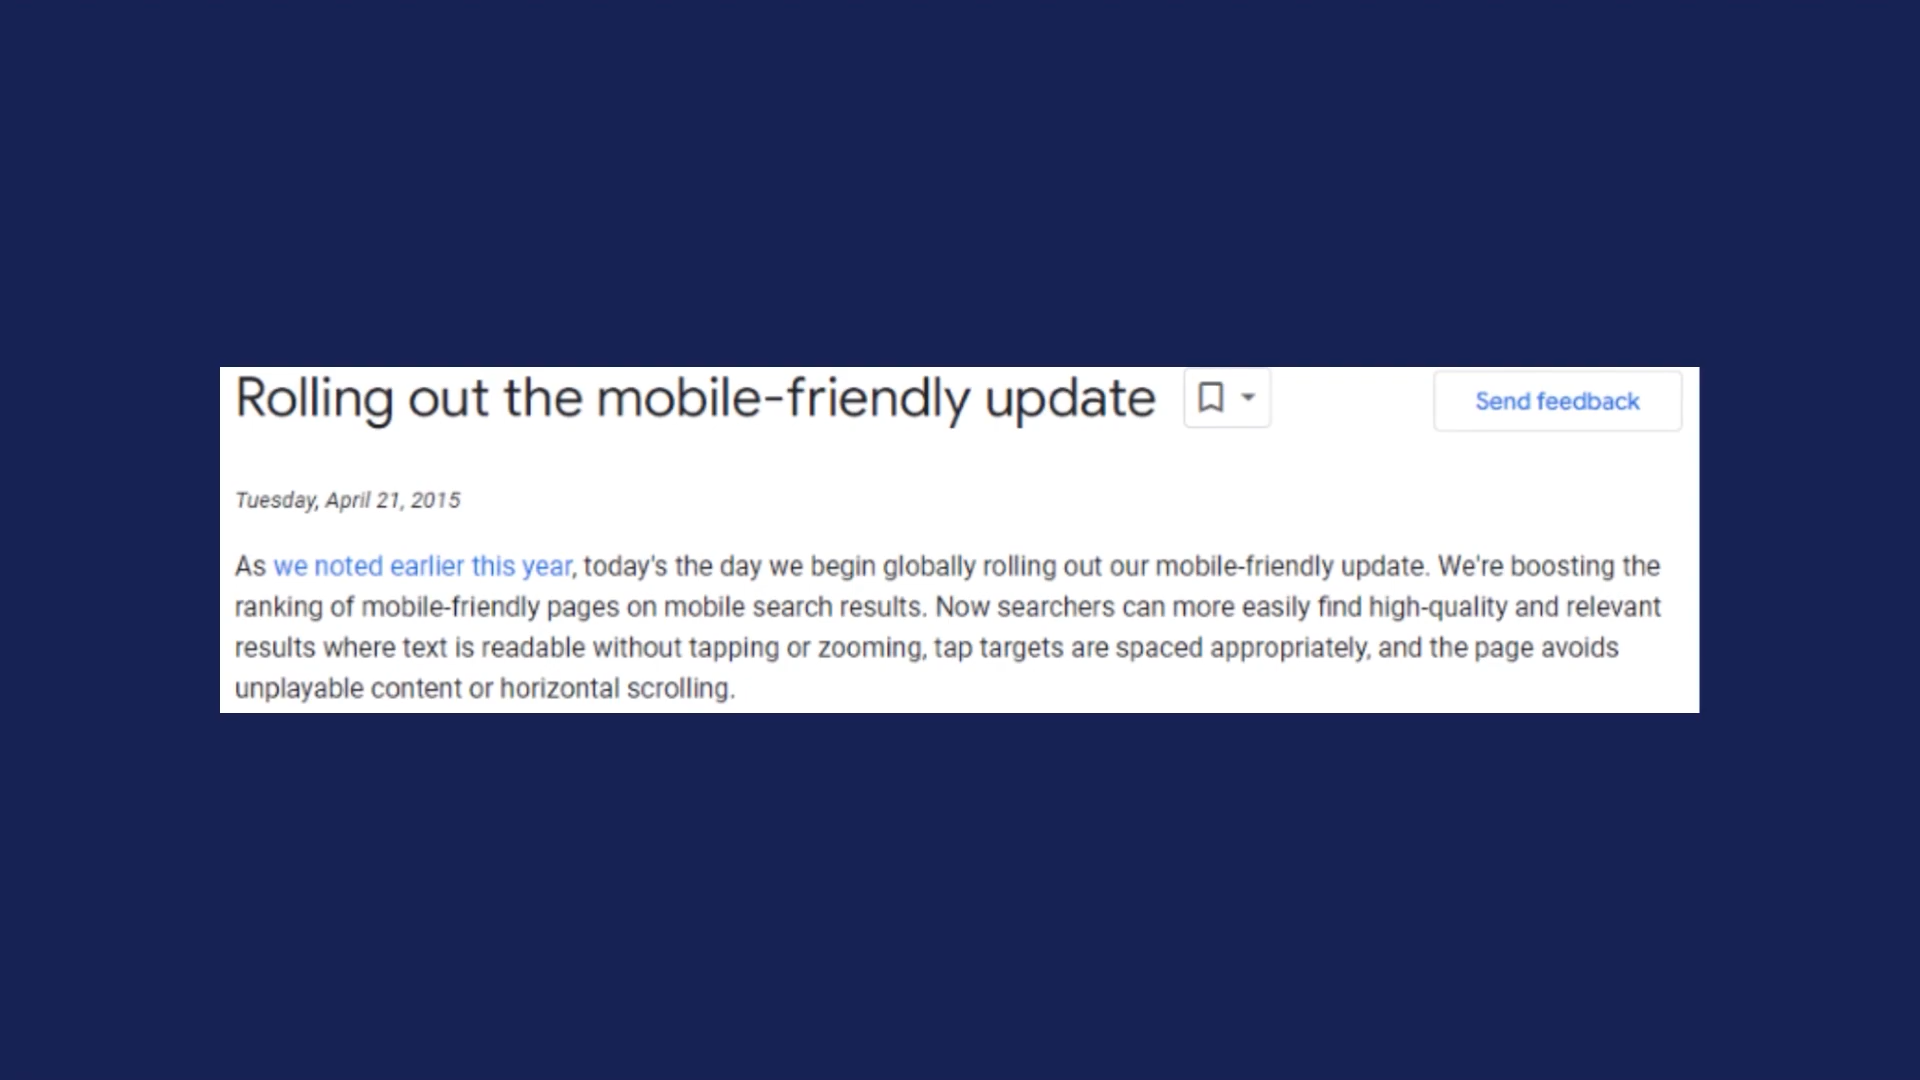 Rolling out the mobile-friendly update
Send feedback
Tuesday, April 21, 2015
As we noted earlier this year, today's the day we begin globally rolling out our mobile-friendly update. We're boosting the
ranking of mobile-friendly pages on mobile search results. Now searchers can more easily find high-quality and relevant
results where text is readable without tapping or zooming, tap targets are spaced appropriately, and the page avoids
unplayable content or horizontal scrolling.